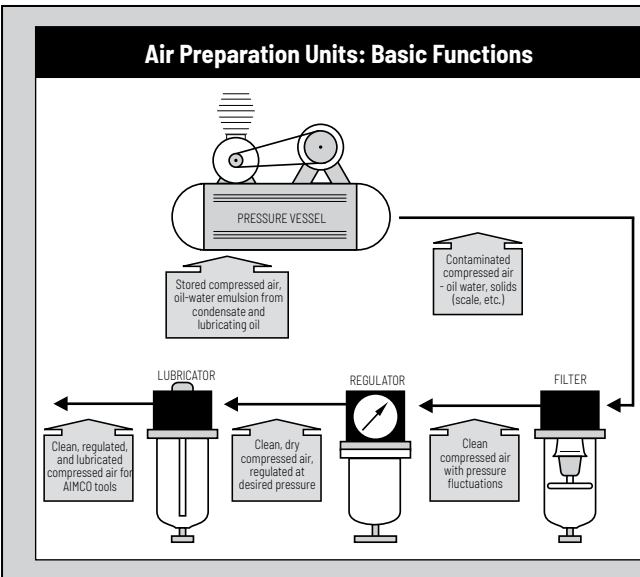 Air Preparation Units: Basic Functions
PRESSURE VESSEL
Stored compressed air,
oil-water emulsion from
condensate and
lubricating oil
Contaminated
compressed air
- oil water, solids
(scale, etc.)
LUBRICATOR
REGULATOR
FILTER
Clean, regulated,
and lubricated
compressed air for
AIMCO tools
Clean, dry
compressed air,
regulated at
desired pressure
Clean
compressed air
with pressure
fluctuations